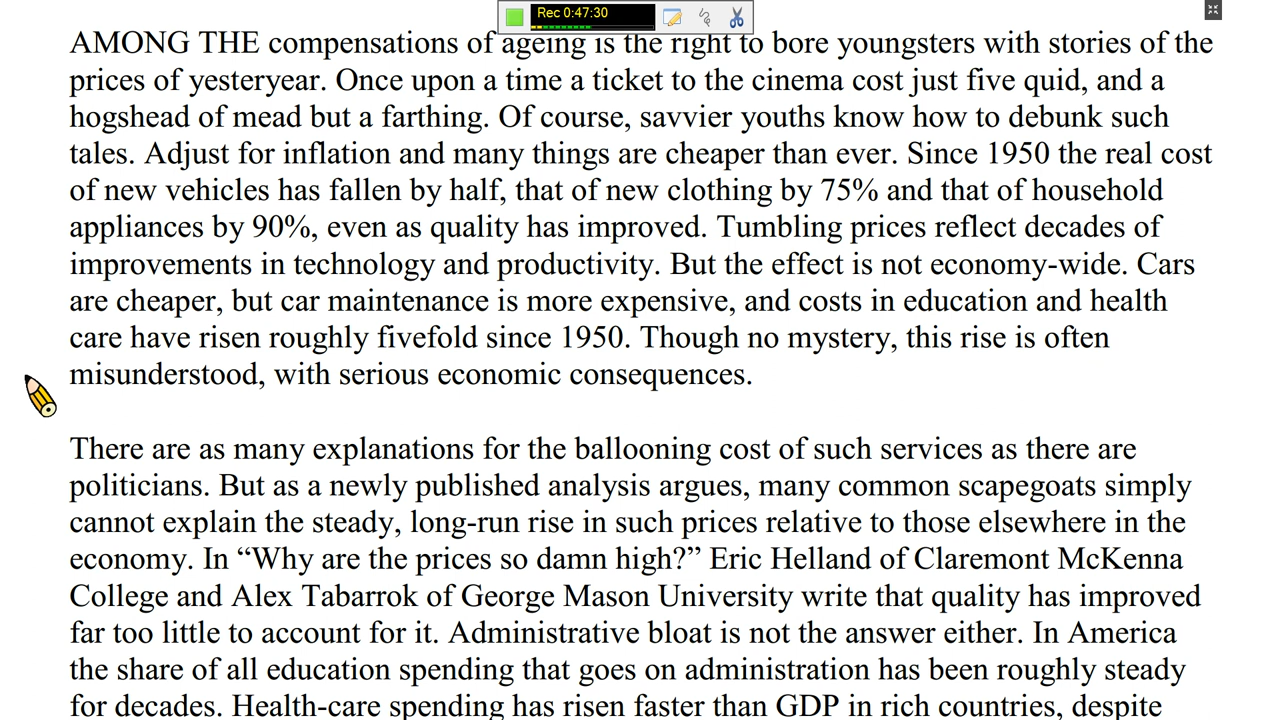 Rec 0:47:30
AMONG THE compensations of ageing is the right to bore youngsters with stories of the
prices of yesteryear. Once upon a time a ticket to the cinema cost just five quid, and a
hogshead of mead but a farthing. Of course, savvier youths know how to debunk such
tales. Adjust for inflation and many things are cheaper than ever. Since 1950 the real cost
of new vehicles has fallen by half, that of new clothing by 75% and that of household
appliances by 90%, even as quality has improved. Tumbling prices reflect decades of
improvements in technology and productivity. But the effect is not economy-wide. Cars
are cheaper, but car maintenance is more expensive, and costs in education and health
care have risen roughly fivefold since 1950. Though no mystery, this rise is often
misunderstood, with serious economic consequences.
There are as many explanations for the ballooning cost of such services as there are
politicians. But as a newly published analysis argues, many common scapegoats simply
cannot explain the steady, long-run rise in such prices relative to those elsewhere in the
economy. In “Why are the prices so damn high?” Eric Helland of Claremont McKenna
College and Alex Tabarrok of George Mason University write that quality has improved
far too little to account for it. Administrative bloat is not the answer either. In America
the share of all education spending that goes on administration has been roughly steady
for decades. Health-care spending has risen faster than GDP in rich countries, despite